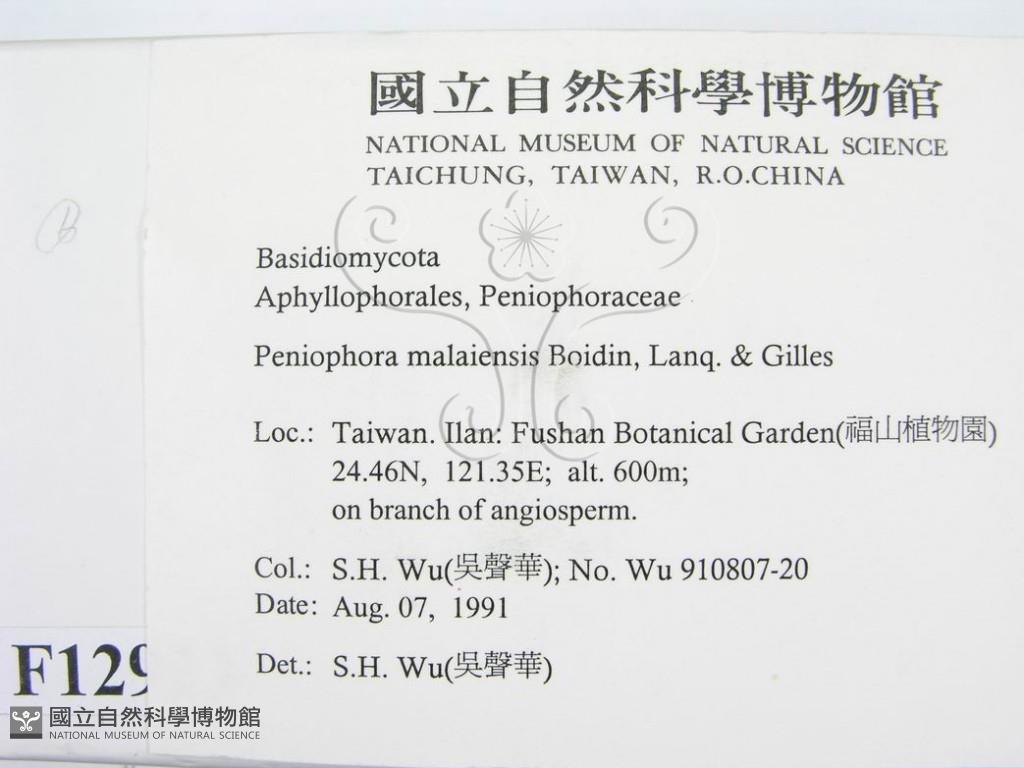 國立自然科學博物館
NATIONAL MUSEUM OF NATURAL SCIENCE
TAICHUNG, TAIWAN, R.O.CHINA
B
Basidiomycota
Aphyllophorales, Peniophoraceae
Peniophora malaiensis Boidin, Lanq. & Gilles
Loc.: Taiwan. Ilan: Fushan Botanical Garden(福山植物園)
24.46N, 121.35E; alt. 600m;
on branch of angiosperm.
Col.: S.H. Wu(吳聲華); No. Wu 910807-20
Date: Aug. 07, 1991
Det.: S.H. Wu(吳聲華)
F129
國立自然科學博物館
NATIONAL MUSEUM OF NATURAL SCIENCE